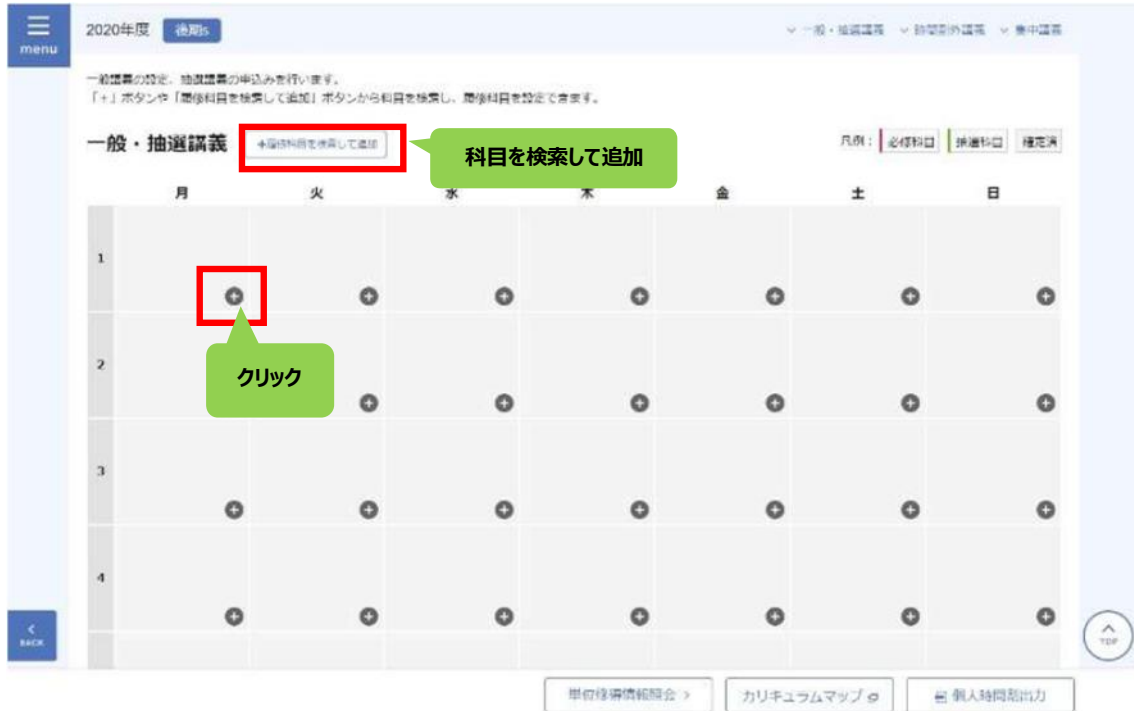 menu
2020年度 後期s
一般・抽選講義 時間割外講義 集中講義
一般講義の設定、抽選講義の申込みを行います。
「+」ボタンや「履修科目を検索して追加」ボタンから科目を検索し、履修科目を設定できます。
一般・抽選講義 +履修科目を検索して追加
科目を検索して追加
凡例： 必修科目 抽選科目 確定済
月 火 水 木 金 土 日
1
クリック
2
3
4
BACK
TOP
単位修得情報照会 カリキュラムマップ 個人時間割出力